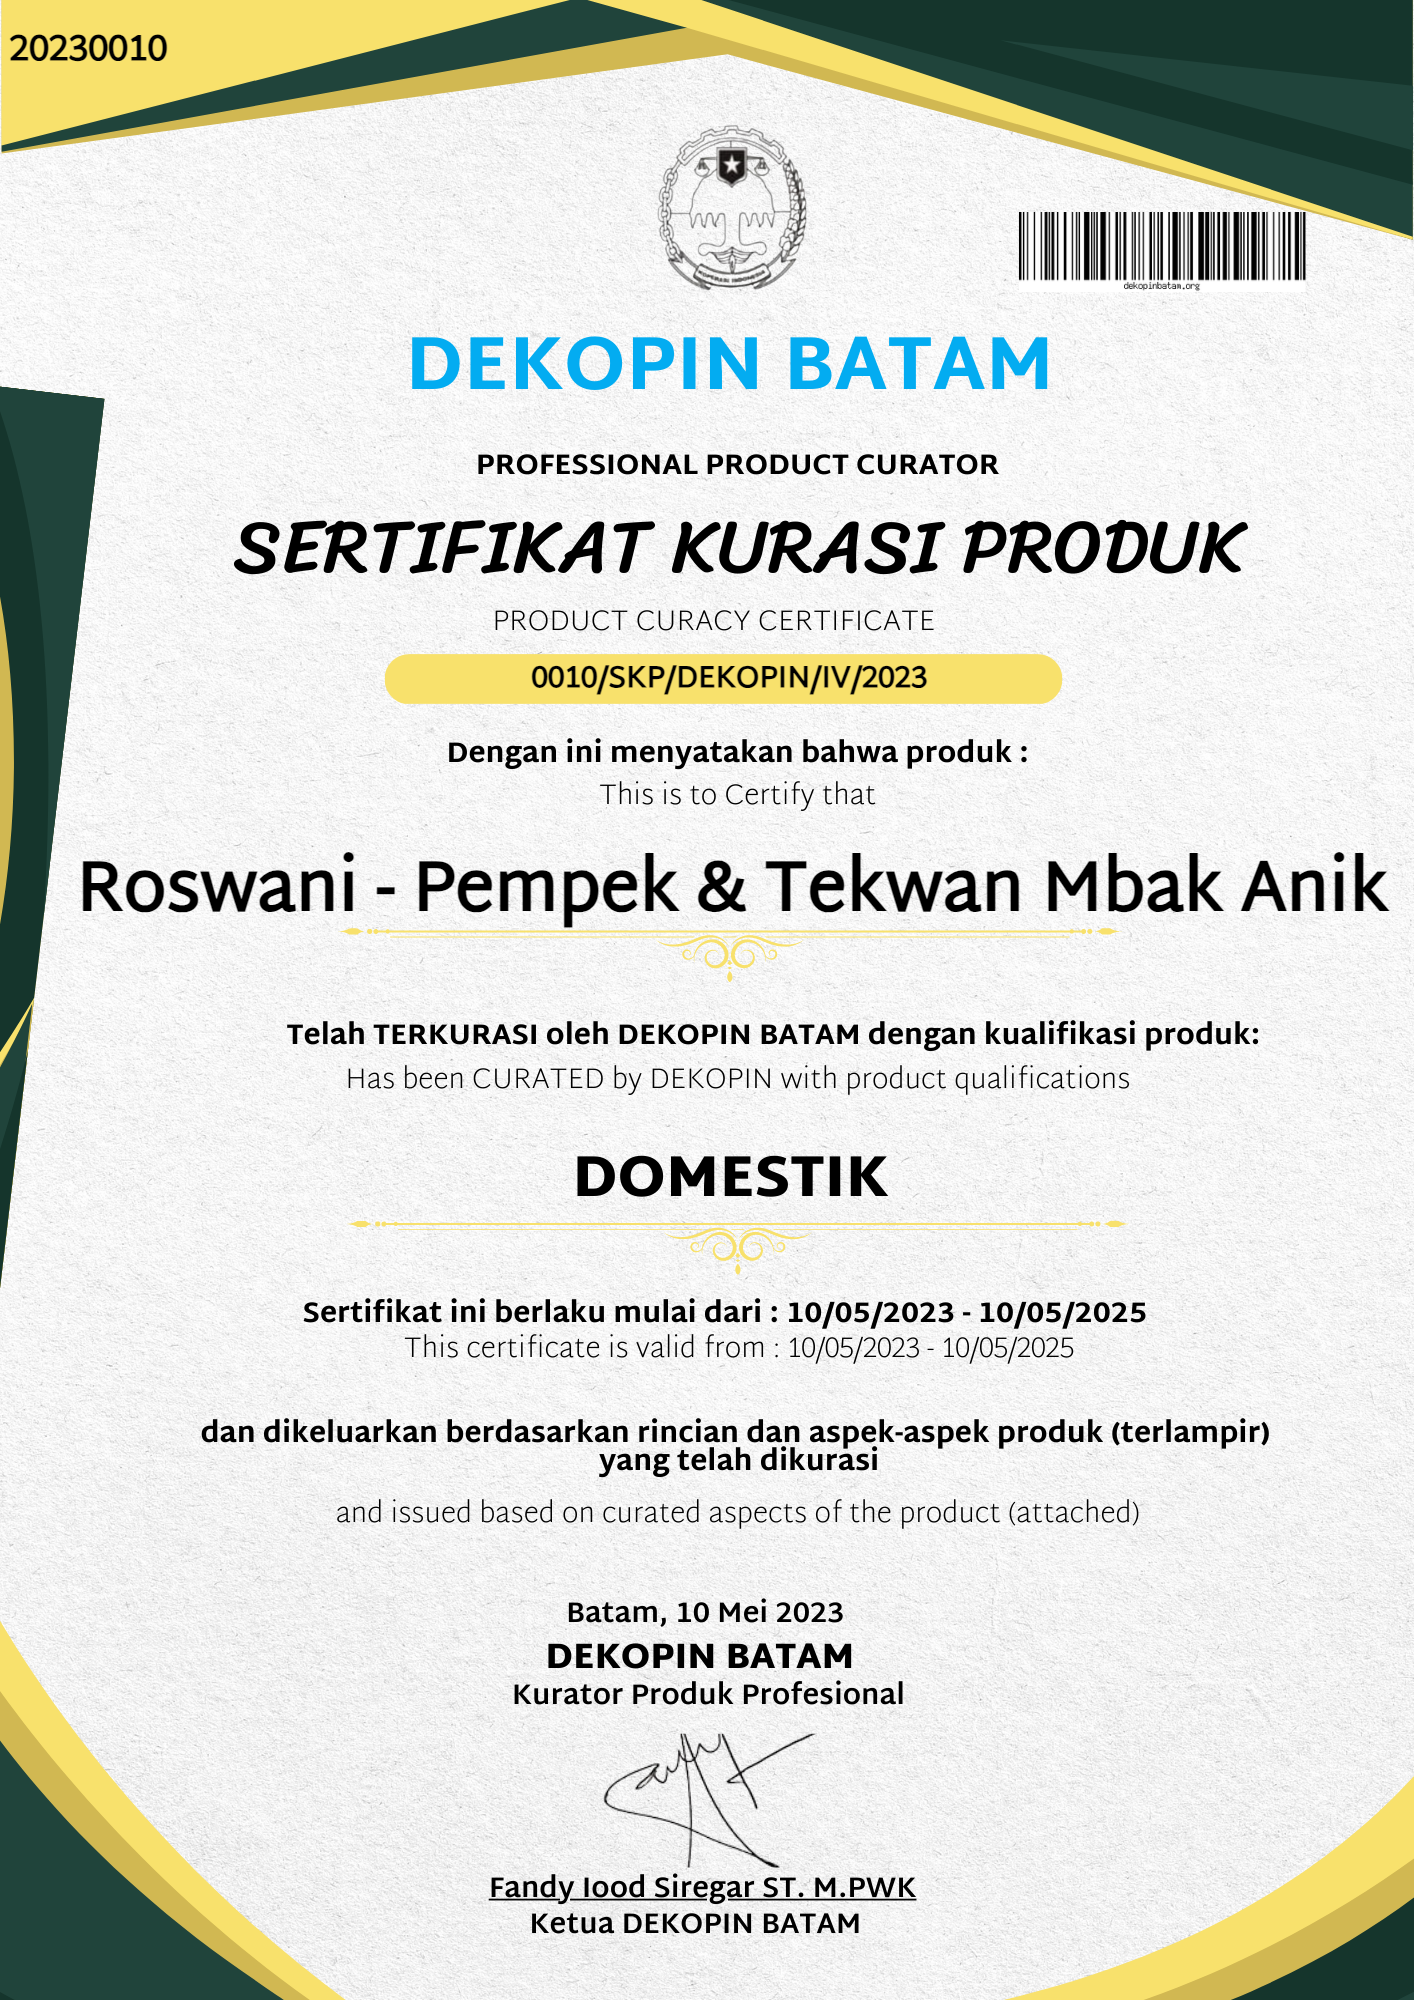 20230010
KOPERASI INDONESIA
dekopinbatam.org
DEKOPIN BATAM
PROFESSIONAL PRODUCT CURATOR
SERTIFIKAT KURASI PRODUK
PRODUCT CURACY CERTIFICATE
0010/SKP/DEKOPIN/IV/2023
Dengan ini menyatakan bahwa produk :
This is to Certify that
Roswani - Pempek & Tekwan Mbak Anik
Telah TERKURASI oleh DEKOPIN BATAM dengan kualifikasi produk:
Has been CURATED by DEKOPIN with product qualifications
DOMESTIK
Sertifikat ini berlaku mulai dari : 10/05/2023 - 10/05/2025
This certificate is valid from : 10/05/2023 - 10/05/2025
dan dikeluarkan berdasarkan rincian dan aspek-aspek produk (terlampir)
yang telah dikurasi
and issued based on curated aspects of the product (attached)
Batam, 10 Mei 2023
DEKOPIN BATAM
Kurator Produk Profesional
Fandy Iood Siregar ST. M.PWK
Ketua DEKOPIN BATAM